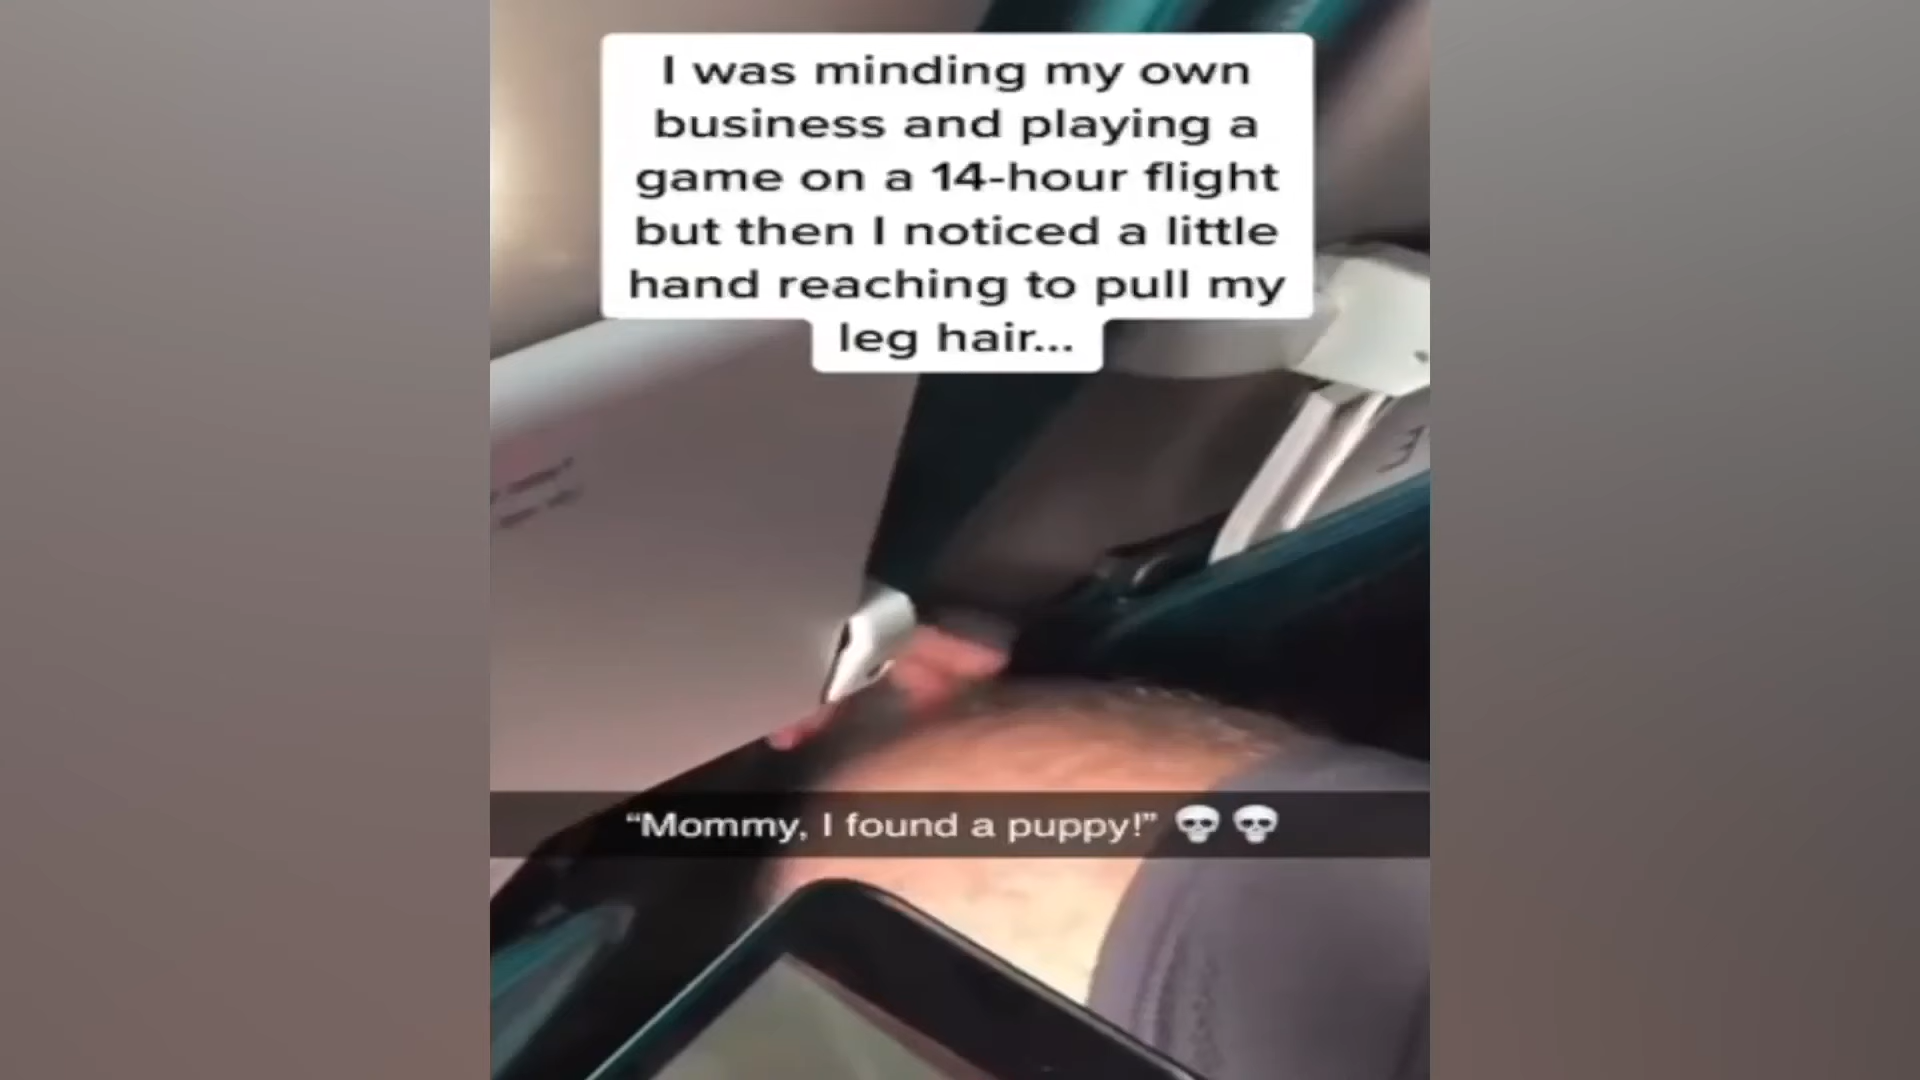 I was minding my own
business and playing a
game on a 14-hour flight
but then I noticed a little
hand reaching to pull my
leg hair...
“Mommy, I found a puppy!” 💀💀